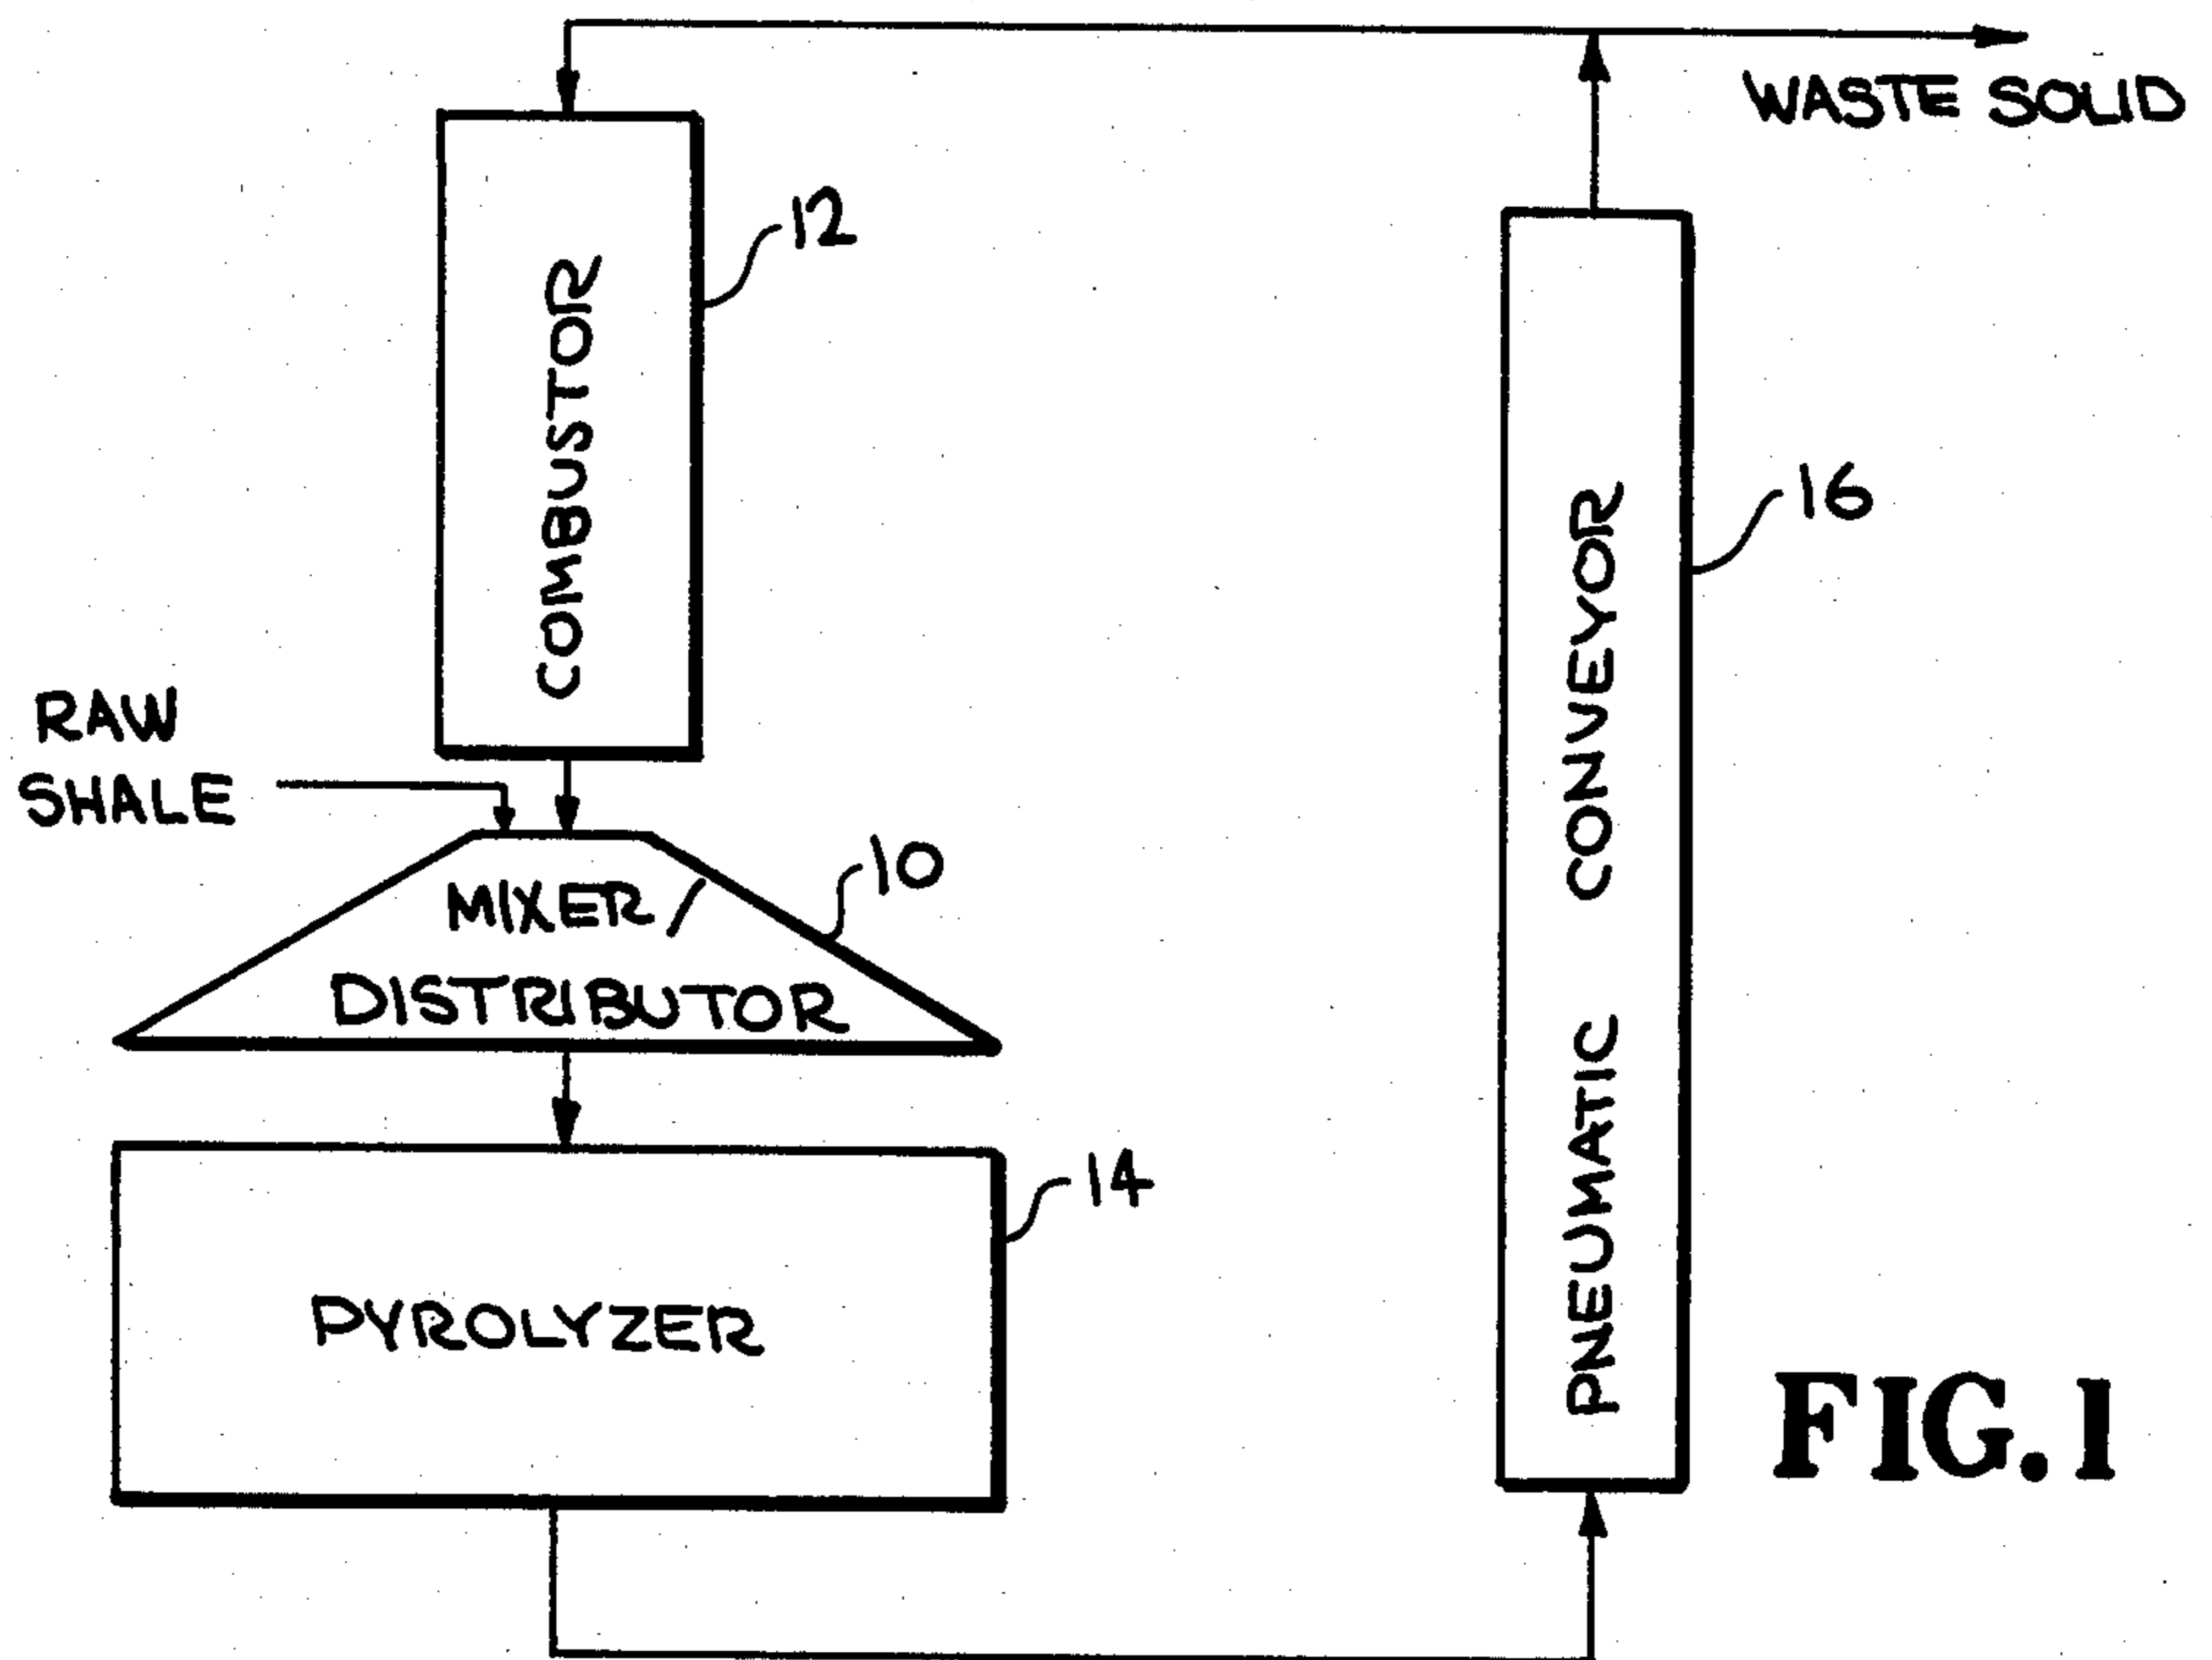 WASTE SOLID
12
COMBUSTOR
16
RAW
SHALE
10
MIXER/
DISTRIBUTOR
PNEUMATIC CONVEYOR
14
PYROLYZER
FIG.1